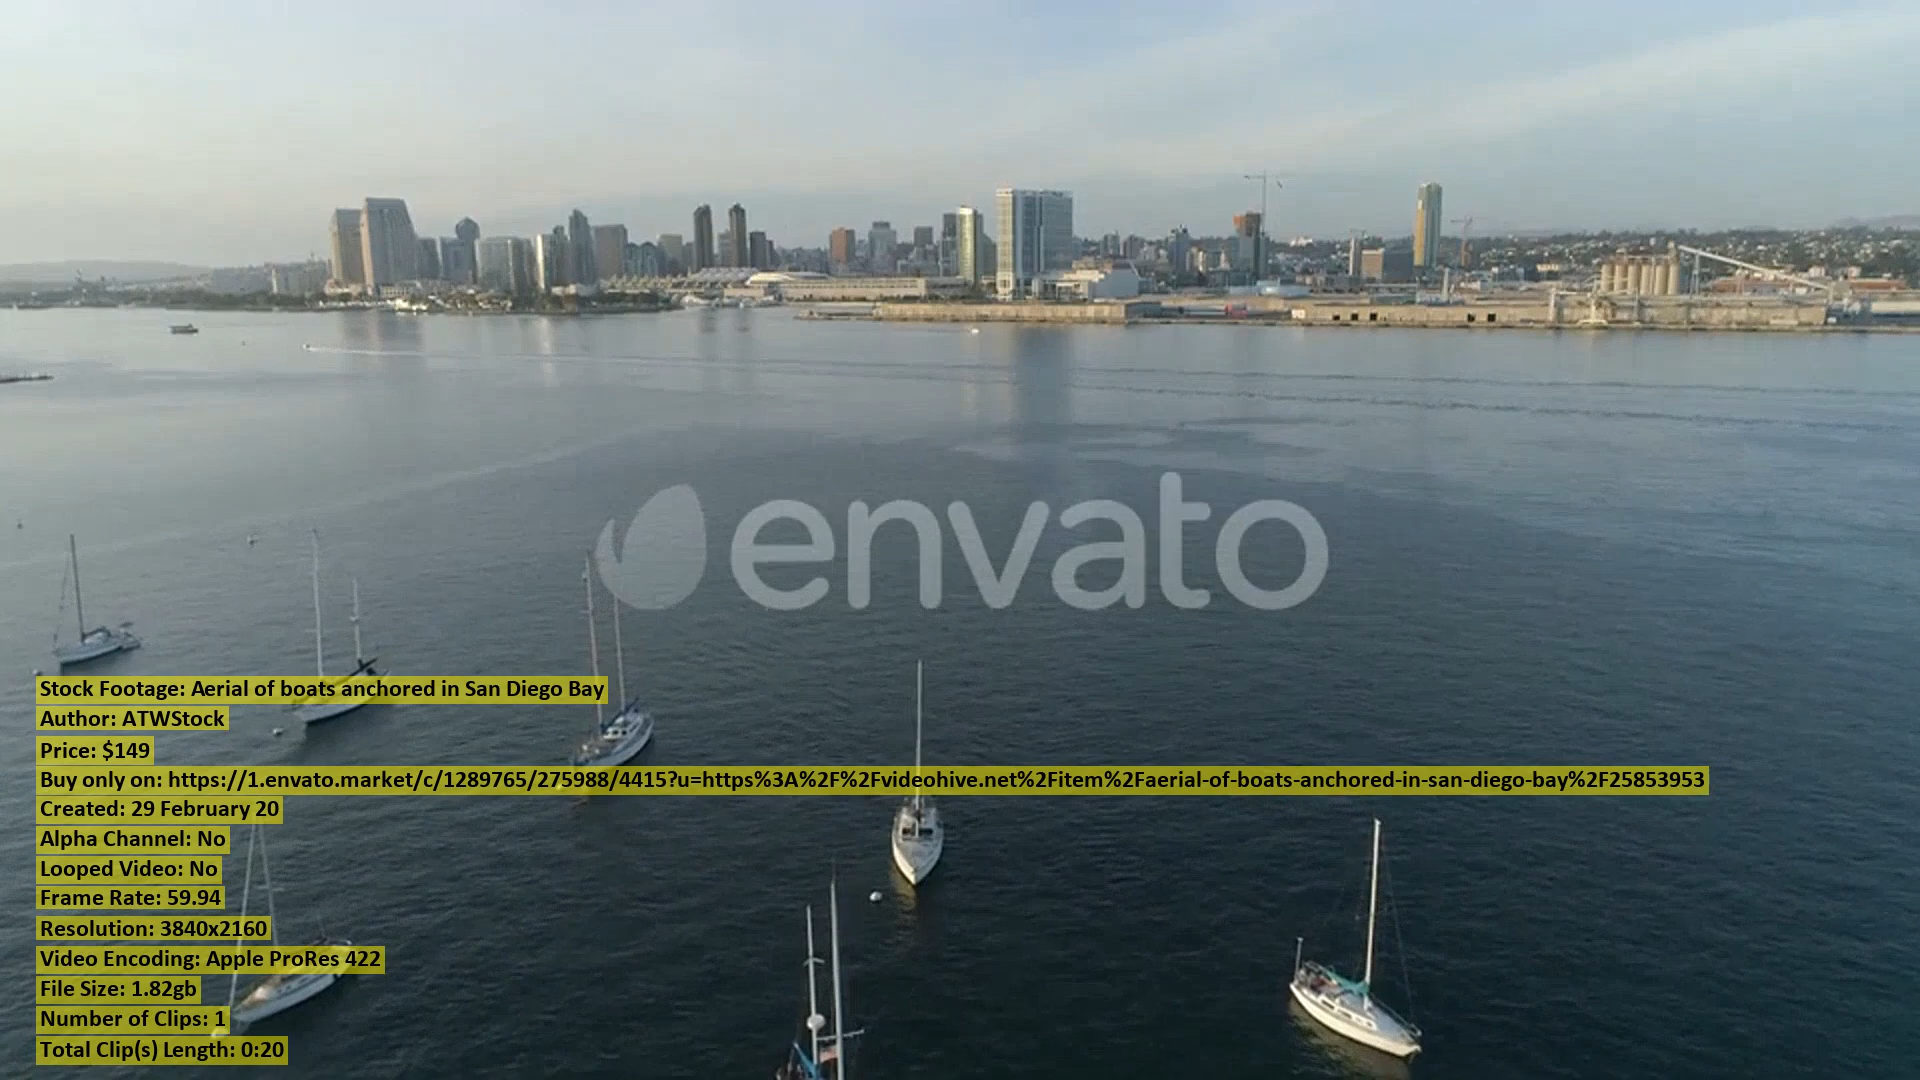 envato
Stock Footage: Aerial of boats anchored in San Diego Bay
Author: ATWStock
Price: $149
Buy only on: https://1.envato.market/c/1289765/275988/4415?u=https%3A%2F%2Fvideohive.net%2Fitem%2Faerial-of-boats-anchored-in-san-diego-bay%2F25853953
Created: 29 February 20
Alpha Channel: No
Looped Video: No
Frame Rate: 59.94
Resolution: 3840x2160
Video Encoding: Apple ProRes 422
File Size: 1.82gb
Number of Clips: 1
Total Clip(s) Length: 0:20